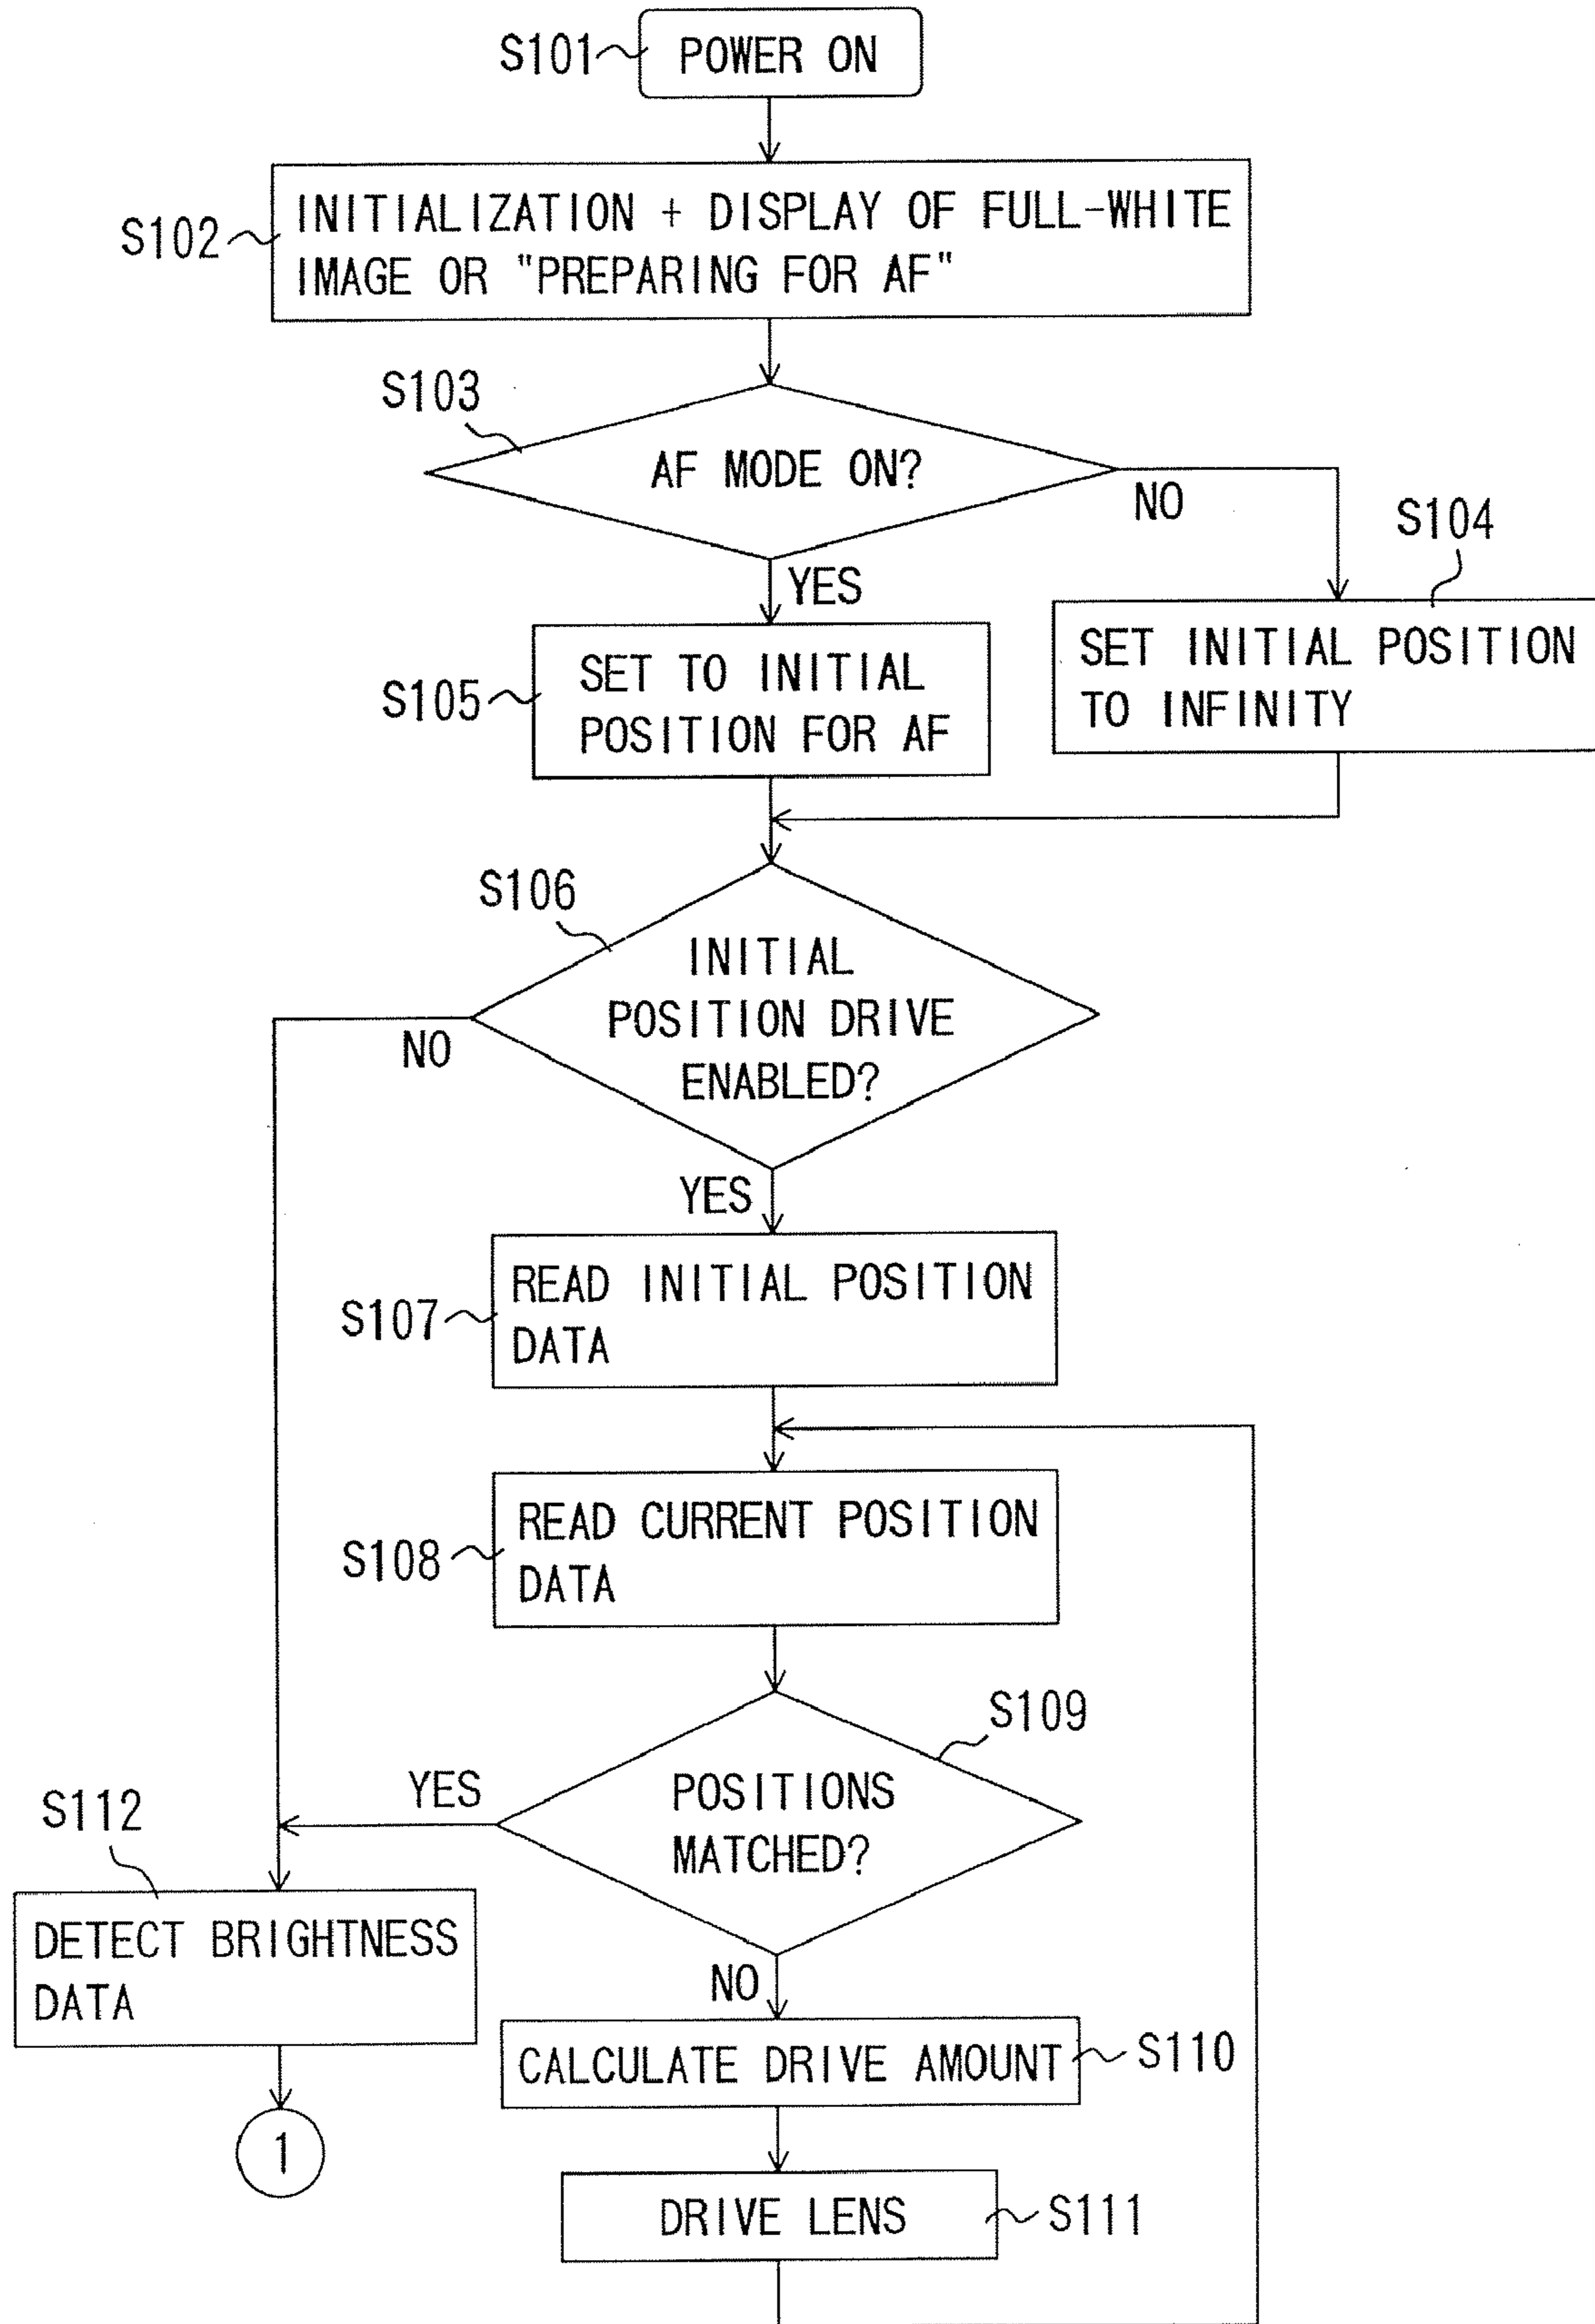 S101
POWER ON
S102
INITIALIZATION + DISPLAY OF FULL-WHITE
IMAGE OR "PREPARING FOR AF"
S103
AF MODE ON?
NO
YES
S104
SET INITIAL POSITION
TO INFINITY
S105
SET TO INITIAL
POSITION FOR AF
S106
INITIAL
POSITION DRIVE
ENABLED?
NO
YES
S107
READ INITIAL POSITION
DATA
S108
READ CURRENT POSITION
DATA
S109
POSITIONS
MATCHED?
YES
NO
S112
DETECT BRIGHTNESS
DATA
1
CALCULATE DRIVE AMOUNT
S110
DRIVE LENS
S111